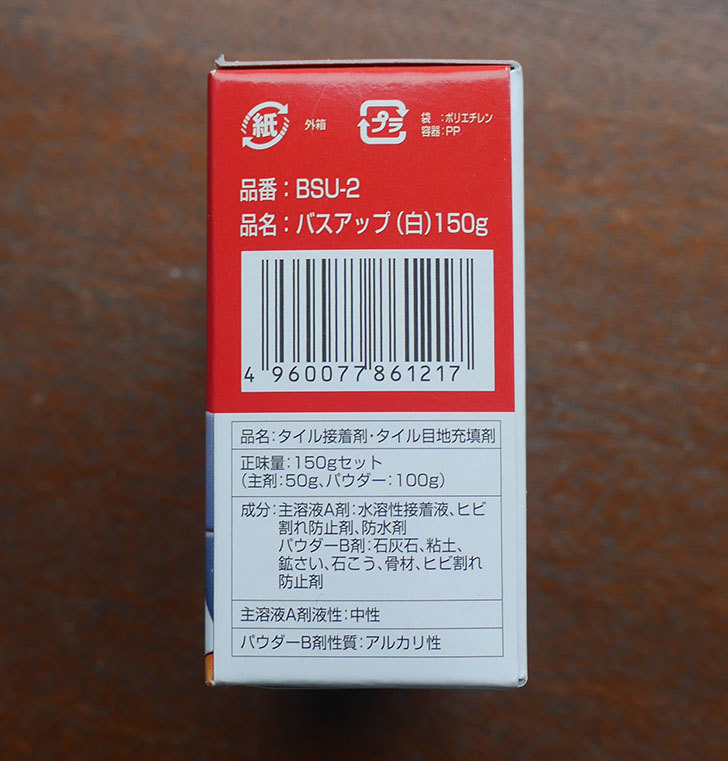 紙 外箱 プラ 袋 :ポリエチレン
容器:PP
品番:BSU-2
品名:バスアップ(白)150g
4 960077 861217
品名:タイル接着剤・タイル目地充填剤
正味量:150gセット
(主剤:50g、パウダー:100g)
成分:主溶液A剤:水溶性接着液、ヒビ
割れ防止剤、防水剤
パウダーB剤:石灰石、粘土、
鉱さい、石こう、骨材、ヒビ割れ
防止剤
主溶液A剤液性:中性
パウダーB剤性質:アルカリ性